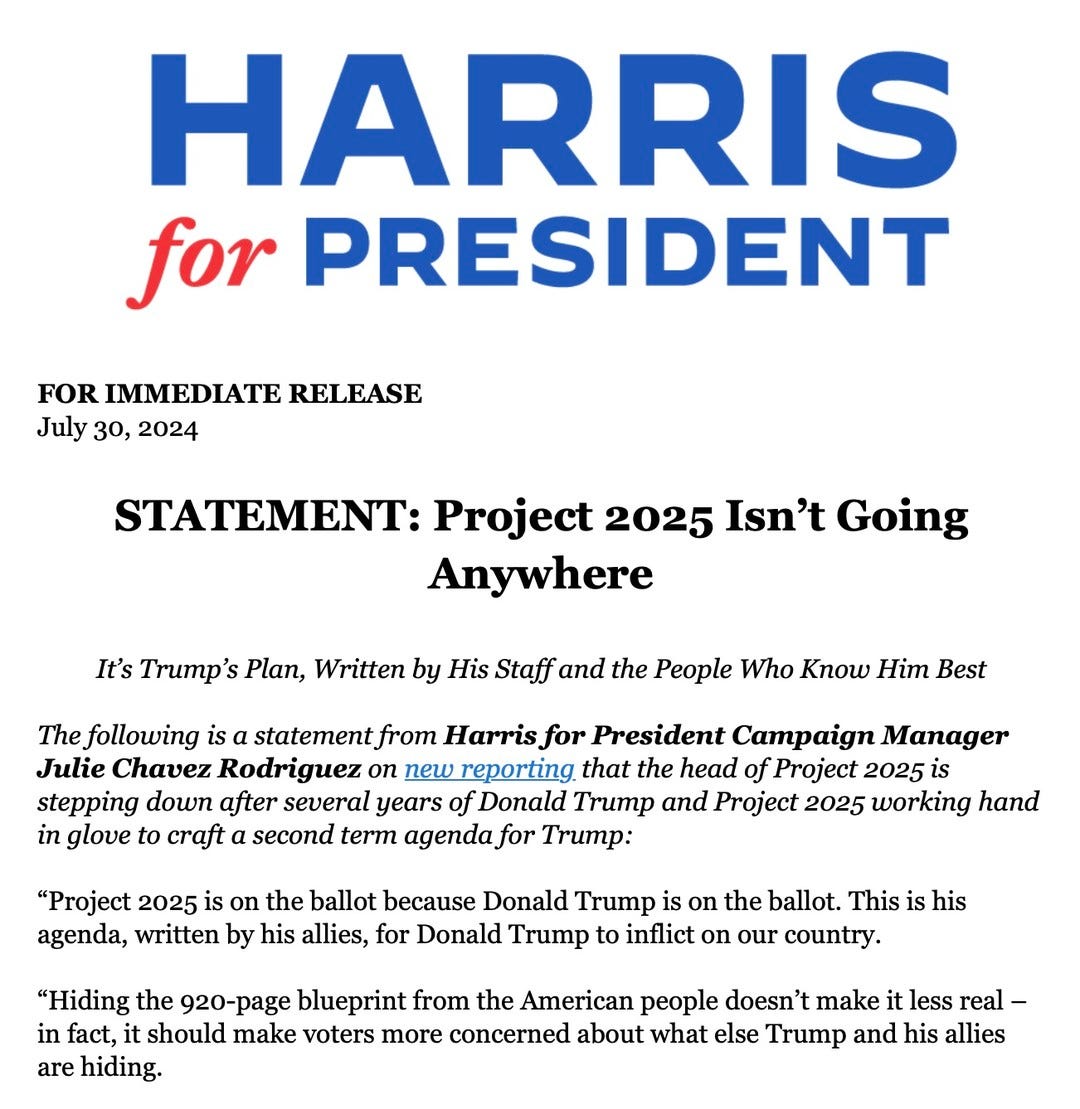 HARRIS
for PRESIDENT
FOR IMMEDIATE RELEASE
July 30, 2024
STATEMENT: Project 2025 Isn’t Going
Anywhere
It’s Trump’s Plan, Written by His Staff and the People Who Know Him Best
The following is a statement from Harris for President Campaign Manager
Julie Chavez Rodriguez on new reporting that the head of Project 2025 is
stepping down after several years of Donald Trump and Project 2025 working hand
in glove to craft a second term agenda for Trump:
“Project 2025 is on the ballot because Donald Trump is on the ballot. This is his
agenda, written by his allies, for Donald Trump to inflict on our country.
“Hiding the 920-page blueprint from the American people doesn’t make it less real –
in fact, it should make voters more concerned about what else Trump and his allies
are hiding.